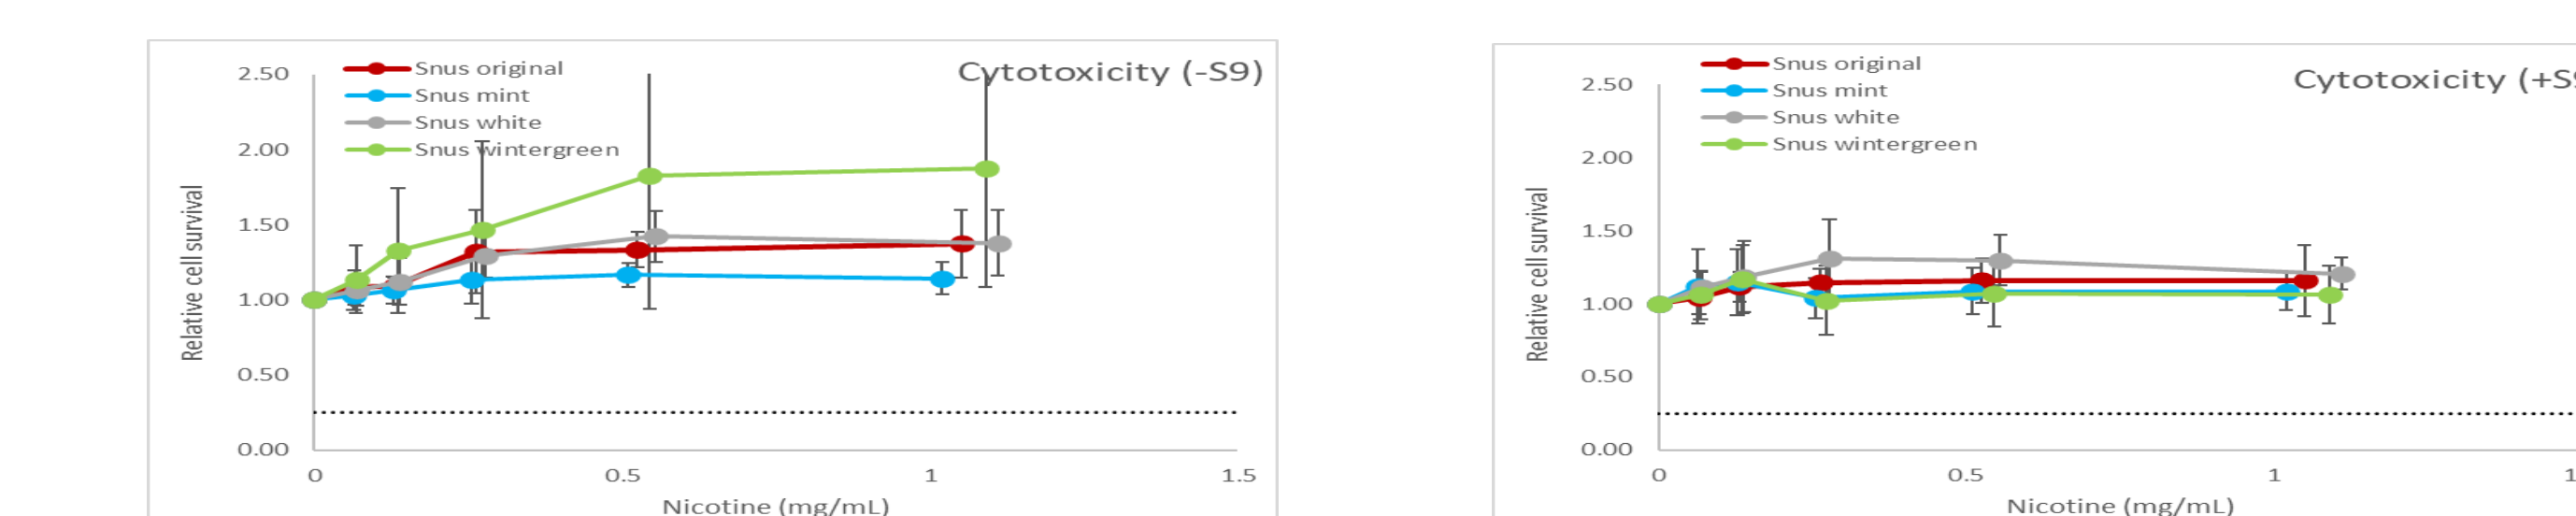 Cytotoxicity (-S9)
Snus original
Snus mint
Snus white
Snus wintergreen
2.50
2.00
1.50
1.00
0.50
0.00
Relative cell survival
0
0.5
1
1.5
Nicotine (mg/mL)
Cytotoxicity (+S9
Snus original
Snus mint
Snus white
Snus wintergreen
2.50
2.00
1.50
1.00
0.50
0.00
Relative cell survival
0
0.5
1
Nicotine (mg/mL)